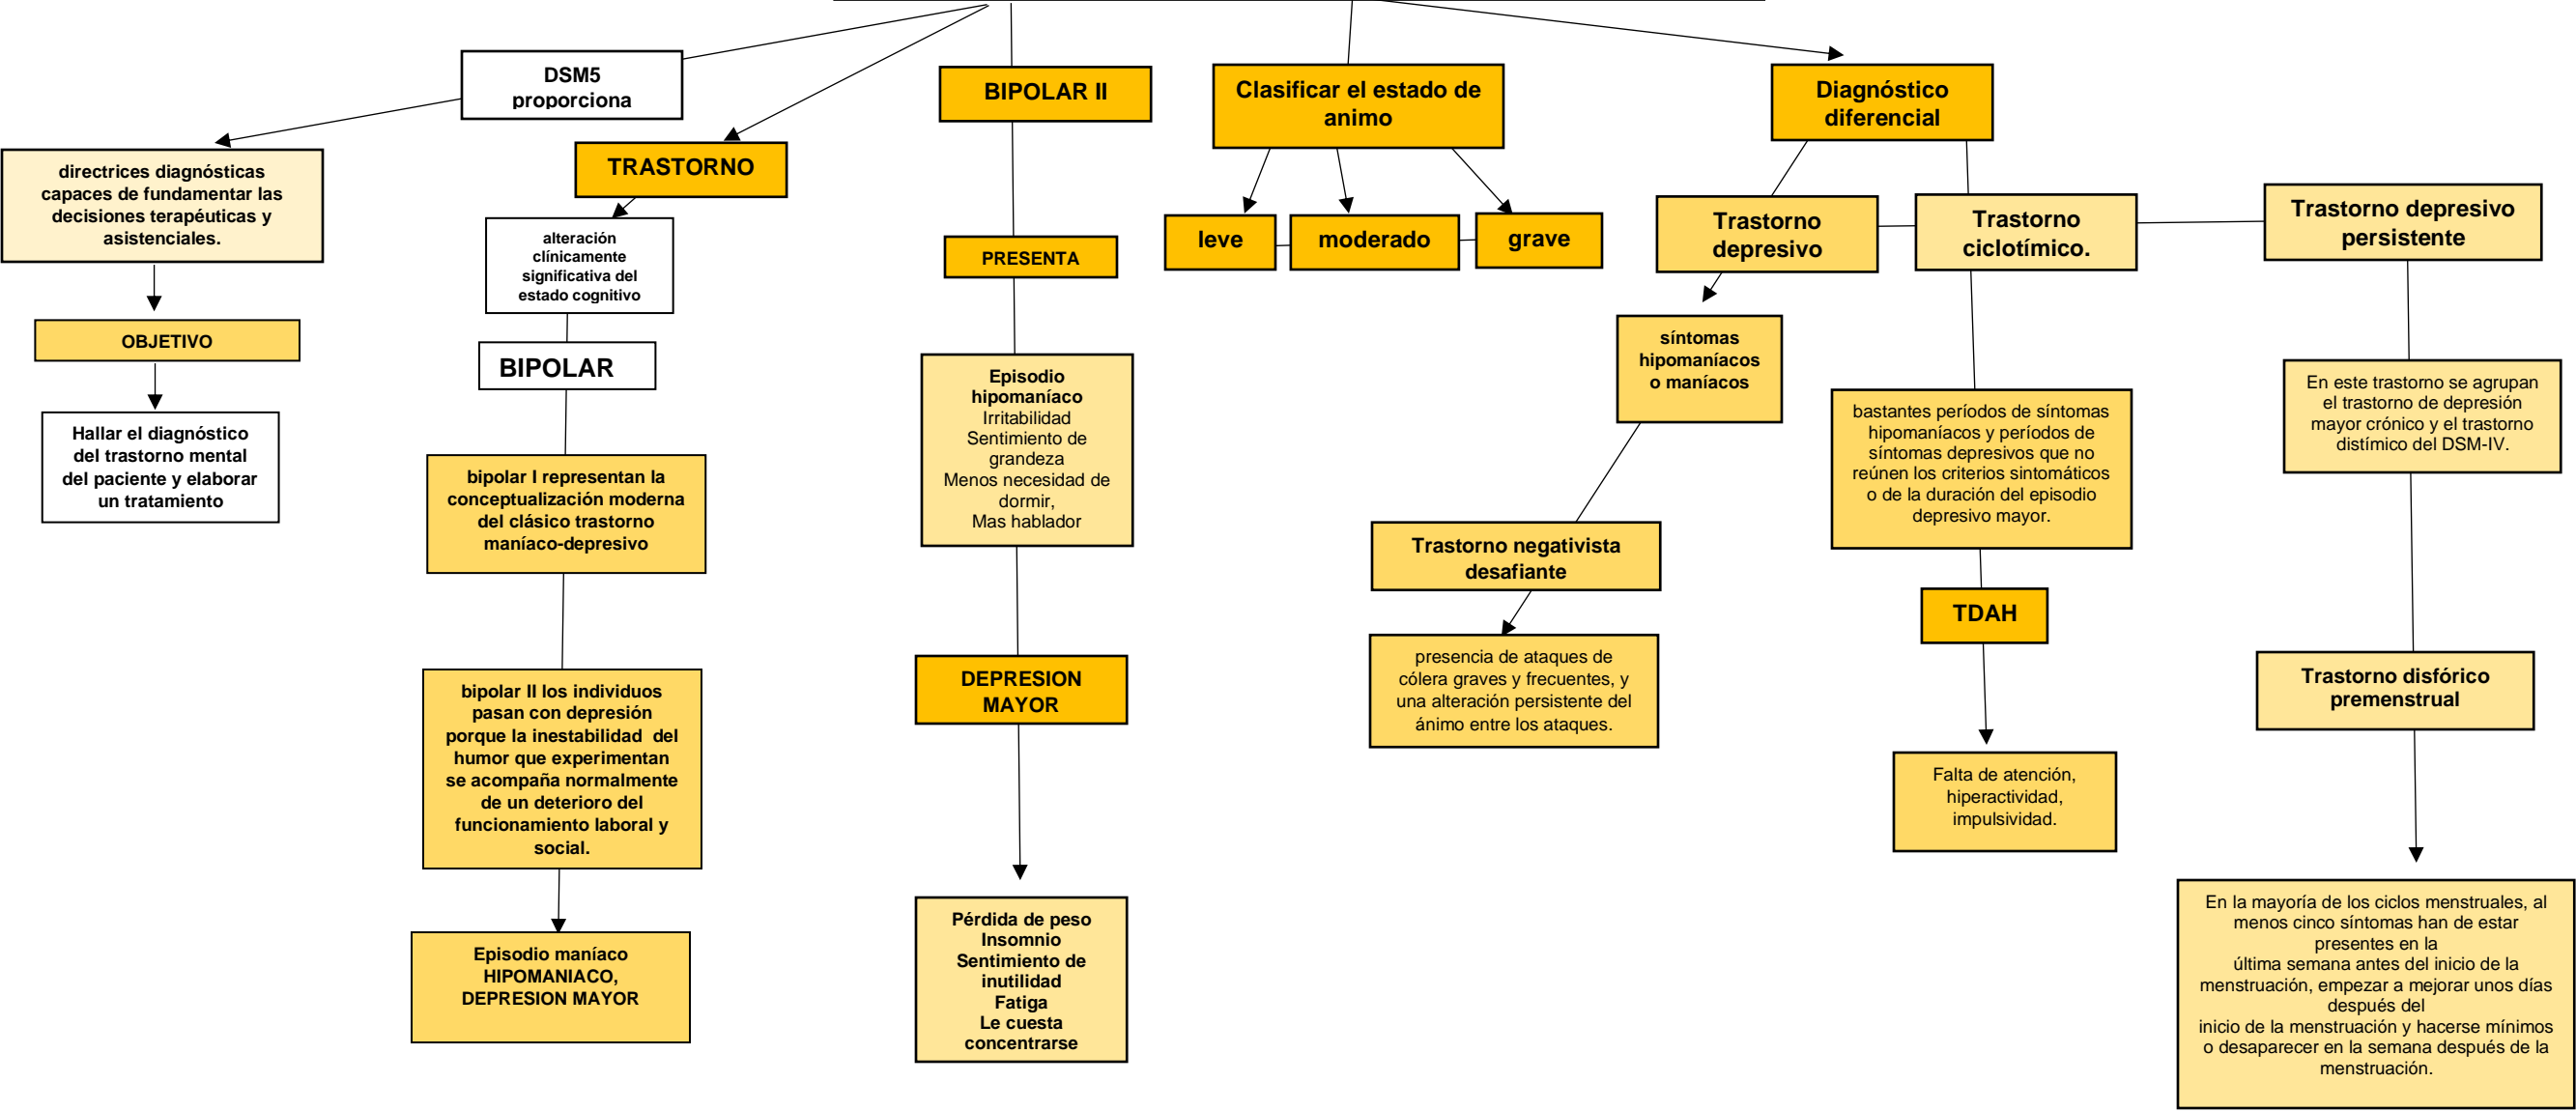 DSM5
proporciona
directrices diagnósticas
capaces de fundamentar las
decisiones terapéuticas y
asistenciales.
OBJETIVO
Hallar el diagnóstico
del trastorno mental
del paciente y elaborar
un tratamiento
TRASTORNO
alteración
clínicamente
significativa del
estado cognitivo
BIPOLAR
bipolar I representan la
conceptualización moderna
del clásico trastorno
maníaco-depresivo
bipolar II los individuos
pasan con depresión
porque la inestabilidad del
humor que experimentan
se acompaña normalmente
de un deterioro del
funcionamiento laboral y
social.
Episodio maníaco
HIPOMANIACO,
DEPRESION MAYOR
BIPOLAR II
PRESENTA
Episodio
hipomaníaco
Irritabilidad
Sentimiento de
grandeza
Menos necesidad de
dormir,
Mas hablador
DEPRESION
MAYOR
Pérdida de peso
Insomnio
Sentimiento de
inutilidad
Fatiga
Le cuesta
concentrarse
Clasificar el estado de
animo
leve
moderado
grave
Diagnóstico
diferencial
Trastorno
depresivo
síntomas
hipomaníacos
o maníacos
Trastorno negativista
desafiante
presencia de ataques de
cólera graves y frecuentes, y
una alteración persistente del
ánimo entre los ataques.
Trastorno
ciclotímico.
bastantes períodos de síntomas
hipomaníacos y períodos de
síntomas depresivos que no
reúnen los criterios sintomáticos
o de la duración del episodio
depresivo mayor.
TDAH
Falta de atención,
hiperactividad,
impulsividad.
Trastorno depresivo
persistente
En este trastorno se agrupan
el trastorno de depresión
mayor crónico y el trastorno
distímico del DSM-IV.
Trastorno disfórico
premenstrual
En la mayoría de los ciclos menstruales, al
menos cinco síntomas han de estar
presentes en la
última semana antes del inicio de la
menstruación, empezar a mejorar unos días
después del
inicio de la menstruación y hacerse mínimos
o desaparecer en la semana después de la
menstruación.